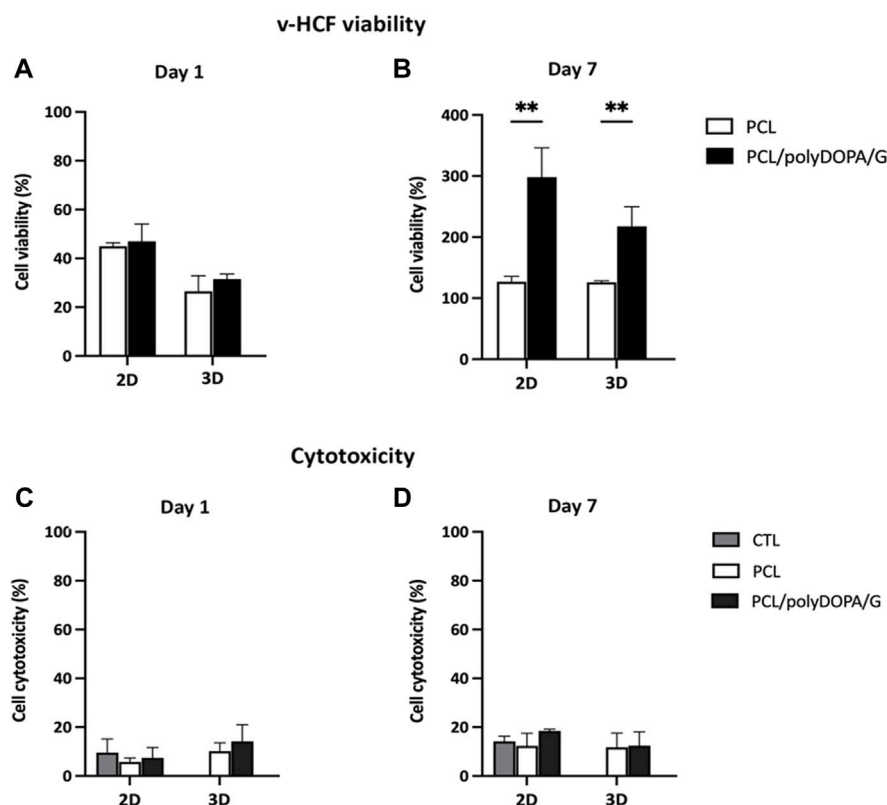 v-HCF viability
A
Day 1
Cell viability (%)
100
80
60
40
20
0
2D
3D
B
Day 7
Cell viability (%)
400
300
200
100
0
**
**
2D
3D
PCL
PCL/polyDOPA/G
Cytotoxicity
C
Day 1
Cell cytotoxicity (%)
100
80
60
40
20
0
2D
3D
D
Day 7
Cell cytotoxicity (%)
100
80
60
40
20
0
2D
3D
CTL
PCL
PCL/polyDOPA/G